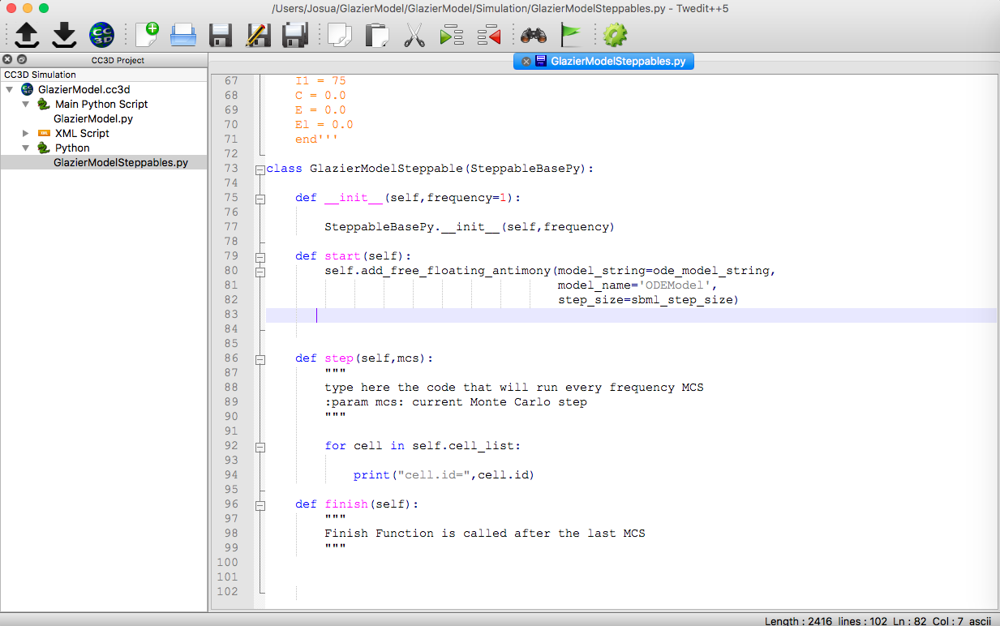 /Users/Josua/GlazierModel/GlazierModel/Simulation/GlazierModelSteppables.py - Twedit++5
CC3D
CC3D Project
GlazierModelSteppables.py
CC3D Simulation
GlazierModel.cc3d
Main Python Script
GlazierModel.py
XML Script
Python
GlazierModelSteppables.py
67 I1 = 75
68 C = 0.0
69 E = 0.0
70 El = 0.0
71 end'''
72
73 class GlazierModelSteppable(SteppableBasePy):
74
75 def __init__(self,frequency=1):
76
77 SteppableBasePy.__init__(self,frequency)
78
79 def start(self):
80 self.add_free_floating_antimony(model_string=ode_model_string,
81 model_name='ODEModel',
82 step_size=sbml_step_size)
83
84
85
86 def step(self,mcs):
87 """
88 type here the code that will run every frequency MCS
89 :param mcs: current Monte Carlo step
90 """
91
92 for cell in self.cell_list:
93
94 print("cell.id=",cell.id)
95
96 def finish(self):
97 """
98 Finish Function is called after the last MCS
99 """
100
101
102
Length : 2416 lines : 102 Ln : 82 Col : 7 ascii